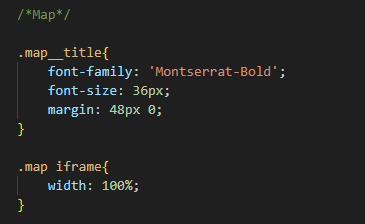 /*Map*/
.map__title{
font-family: 'Montserrat-Bold';
font-size: 36px;
margin: 48px 0;
}
.map iframe{
width: 100%;
}